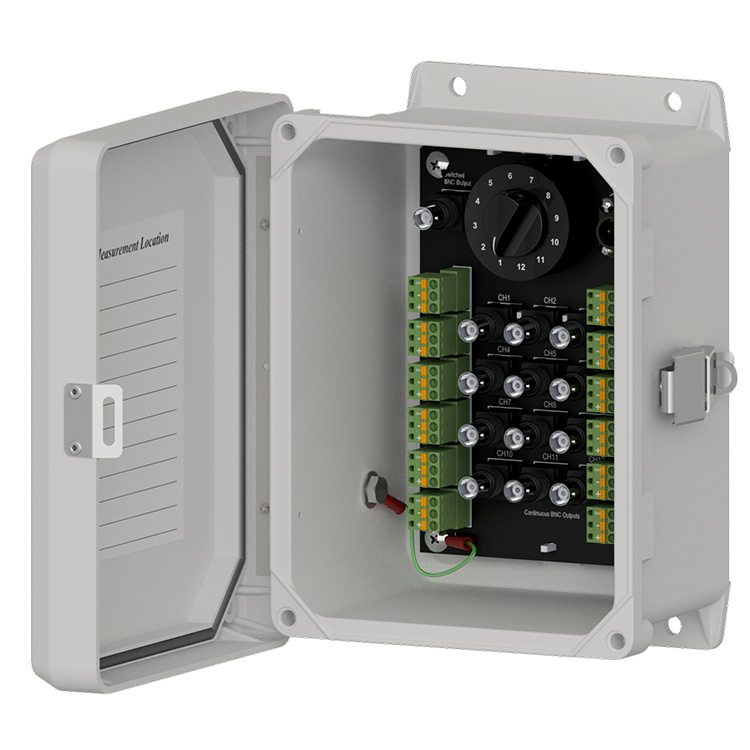 Measurement Location
Switched
BNC Output
5 6 7
4 8
3 9
2 10
1 12 11
CH1 CH2
CH4 CH5
CH7 CH8
CH10 CH11
Continuous BNC Outputs